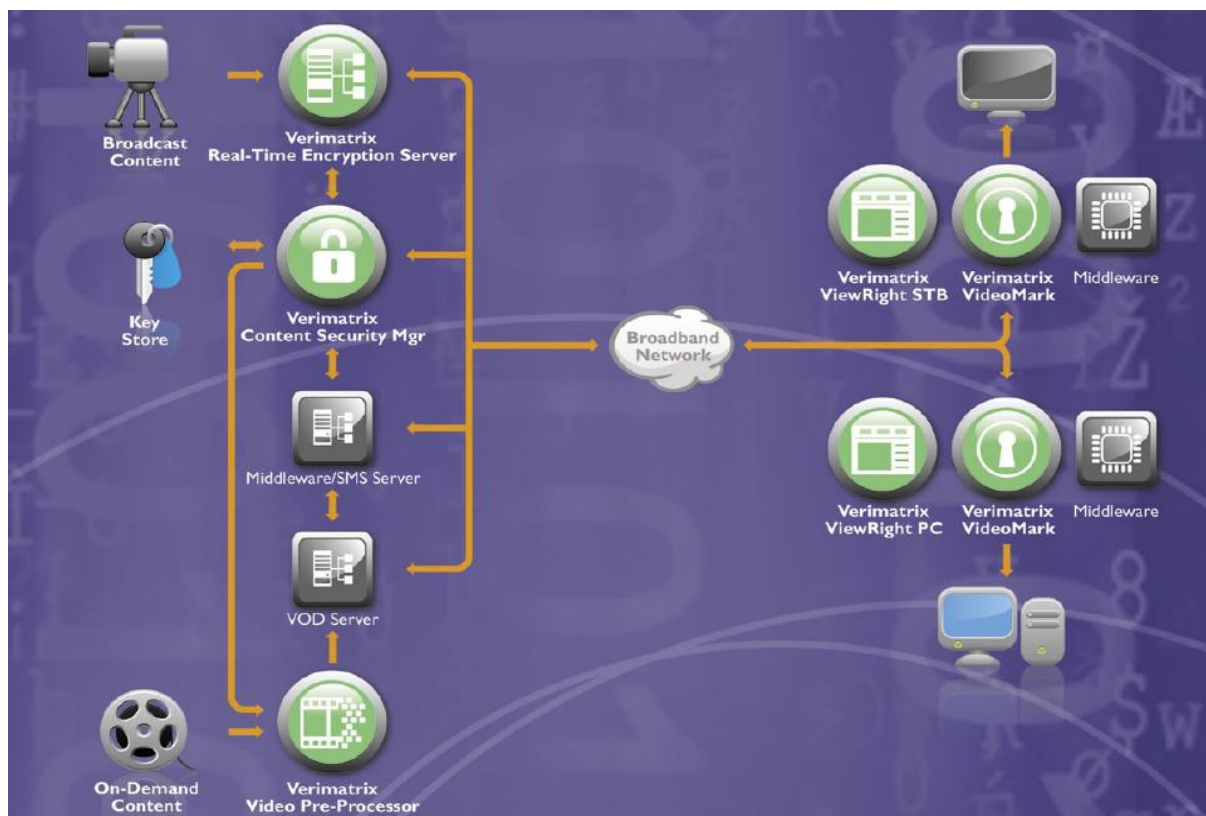 Broadcast
Content
Verimatrix
Real-Time Encryption Server
Key
Store
Verimatrix
Content Security Mgr
Middleware/SMS Server
VOD Server
On-Demand
Content
Verimatrix
Video Pre-Processor
Broadband
Network
Verimatrix
ViewRight STB
Verimatrix
VideoMark
Middleware
Verimatrix
ViewRight PC
Verimatrix
VideoMark
Middleware